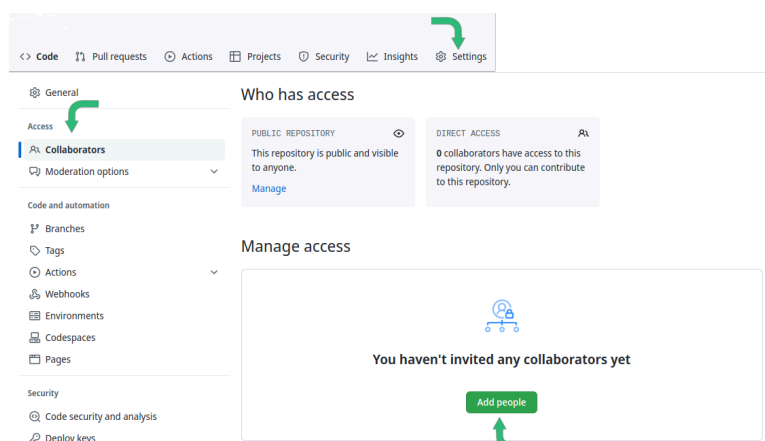 <> Code Pull requests Actions Projects Security Insights Settings
General
Access
Collaborators
Moderation options
Code and automation
Branches
Tags
Actions
Webhooks
Environments
Codespaces
Pages
Security
Code security and analysis
Deploy keys
Who has access
PUBLIC REPOSITORY
This repository is public and visible
to anyone.
Manage
DIRECT ACCESS
0 collaborators have access to this
repository. Only you can contribute
to this repository.
Manage access
You haven't invited any collaborators yet
Add people